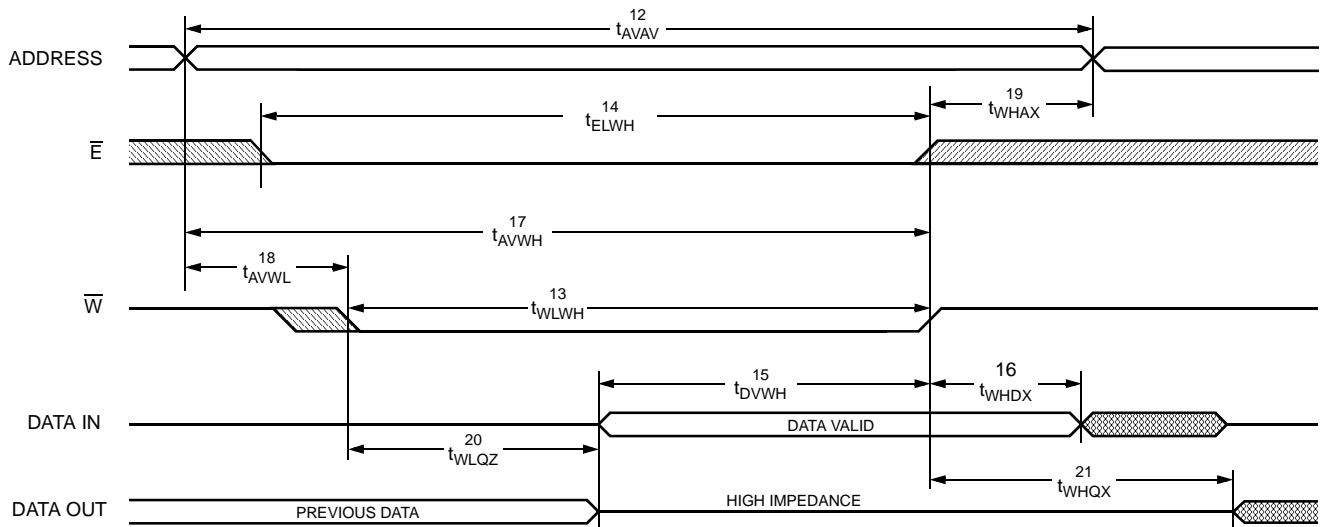 12
tAVAV
ADDRESS
19
tWHAX
14
tELWH
E
17
tAVWH
18
tAVWL
W
13
tWLWH
15
tDVWH
16
tWHDX
DATA IN
DATA VALID
20
tWLQZ
21
tWHQX
DATA OUT
PREVIOUS DATA
HIGH IMPEDANCE